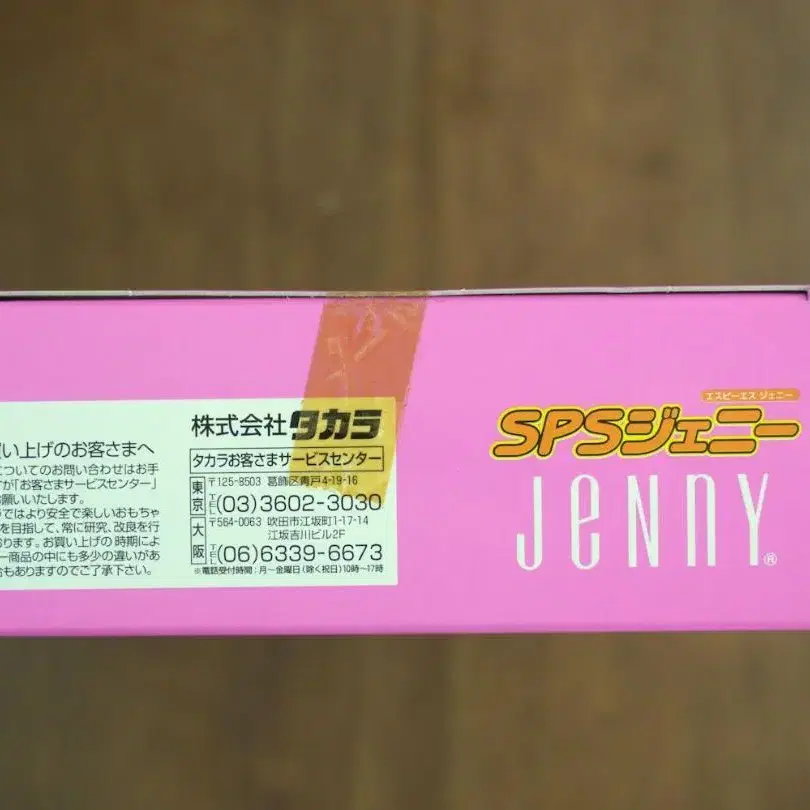 い上げのお客さまへ
についてのお問い合わせはお手
すが「お客さまサービスセンター」
お願いいたします。
ではより安全で楽しいおもちゃ
を目指して、常に研究、改良を行
おります。お買い上げの 時期によ
一商品の中にも多少の違いがあ
合もありますのでご了承下さい。
株式会社タカラ
タカラお客さまサービスセンター
東京 〒125-8503 葛飾区青戸4-19-16
TEL (03)3602-3030
大阪 〒564-0063 吹田市江坂町1-17-14
江坂吉川ビル2F
TEL (06)6339-6673
※電話受付時間:月〜金曜日(除く祝日)10時〜17時
エスピーエス ジェニー
SPSジェニー
JeNNY®